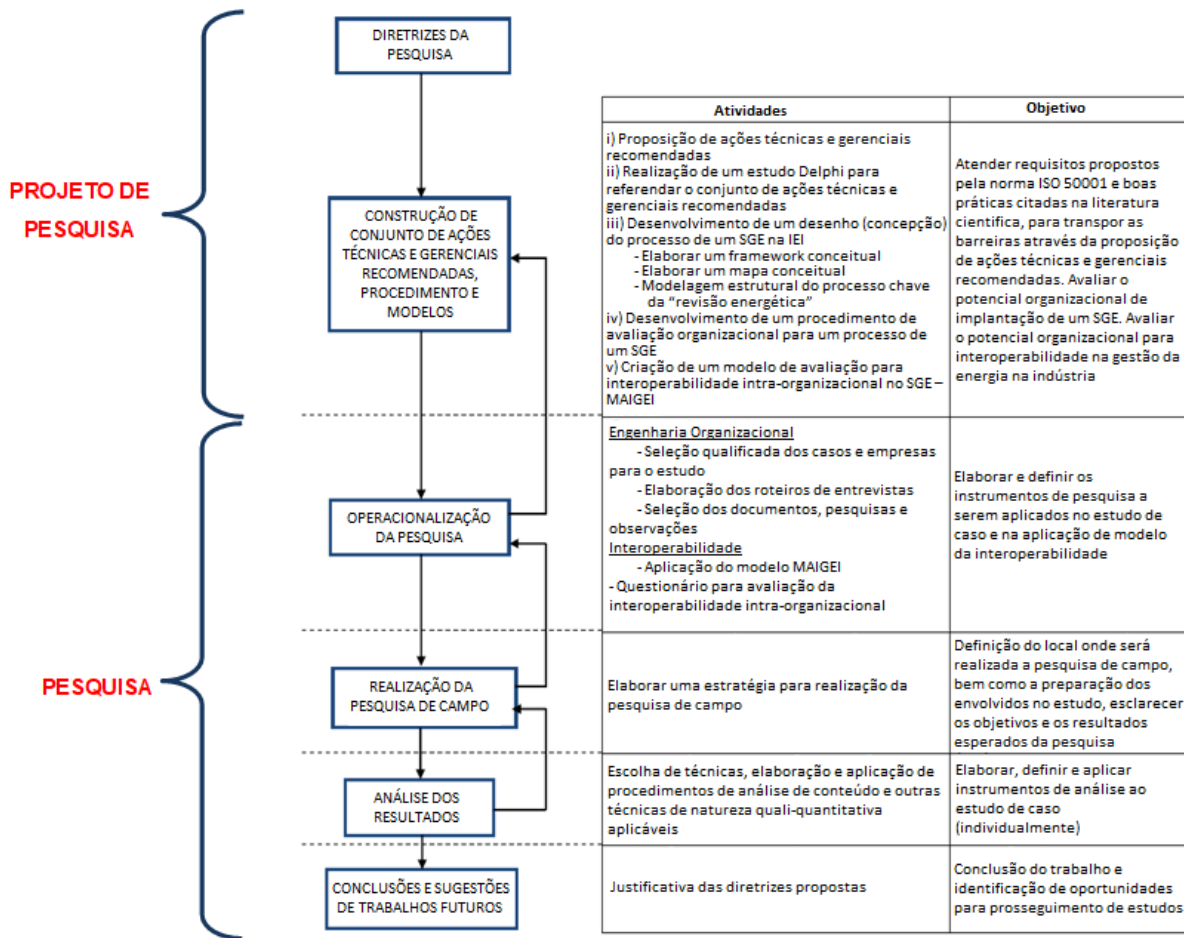 PROJETO DE
PESQUISA
PESQUISA
DIRETRIZES DA
PESQUISA
CONSTRUÇÃO DE
CONJUNTO DE AÇÕES
TÉCNICAS E GERENCIAIS
RECOMENDADAS,
PROCEDIMENTO E
MODELOS
OPERACIONALIZAÇÃO
DA PESQUISA
REALIZAÇÃO DA
PESQUISA DE CAMPO
ANÁLISE DOS
RESULTADOS
CONCLUSÕES E SUGESTÕES
DE TRABALHOS FUTUROS
Atividades
Objetivo
i) Proposição de ações técnicas e gerenciais
recomendadas
ii) Realização de um estudo Delphi para
referendar o conjunto de ações técnicas e
gerenciais recomendadas
iii) Desenvolvimento de um desenho (concepção)
do processo de um SGE na IEI
- Elaborar um framework conceitual
- Elaborar um mapa conceitual
- Modelagem estrutural do processo chave
da “revisão energética”
iv) Desenvolvimento de um procedimento de
avaliação organizacional para um processo de
um SGE
v) Criação de um modelo de avaliação para
interoperabilidade intra-organizacional no SGE –
MAIGEI
Atender requisitos propostos
pela norma ISO 50001 e boas
práticas citadas na literatura
cientifica, para transpor as
barreiras através da proposição
de ações técnicas e gerenciais
recomendadas. Avaliar o
potencial organizacional de
implantação de um SGE. Avaliar
o potencial organizacional para
interoperabilidade na gestão da
energia na indústria
Engenharia Organizacional
- Seleção qualificada dos casos e empresas
para o estudo
- Elaboração dos roteiros de entrevistas
- Seleção dos documentos, pesquisas e
observações
Interoperabilidade
- Aplicação do modelo MAIGEI
- Questionário para avaliação da
interoperabilidade intra-organizacional
Elaborar e definir os
instrumentos de pesquisa a
serem aplicados no estudo de
caso e na aplicação de modelo
da interoperabilidade
Elaborar uma estratégia para realização da
pesquisa de campo
Definição do local onde será
realizada a pesquisa de campo,
bem como a preparação dos
envolvidos no estudo, esclarecer
os objetivos e os resultados
esperados da pesquisa
Escolha de técnicas, elaboração e aplicação de
procedimentos de análise de conteúdo e outras
técnicas de natureza quali-quantitativa
aplicáveis
Elaborar, definir e aplicar
instrumentos de análise ao
estudo de caso
(individualmente)
Justificativa das diretrizes propostas
Conclusão do trabalho e
identificação de oportunidades
para prosseguimento de estudos